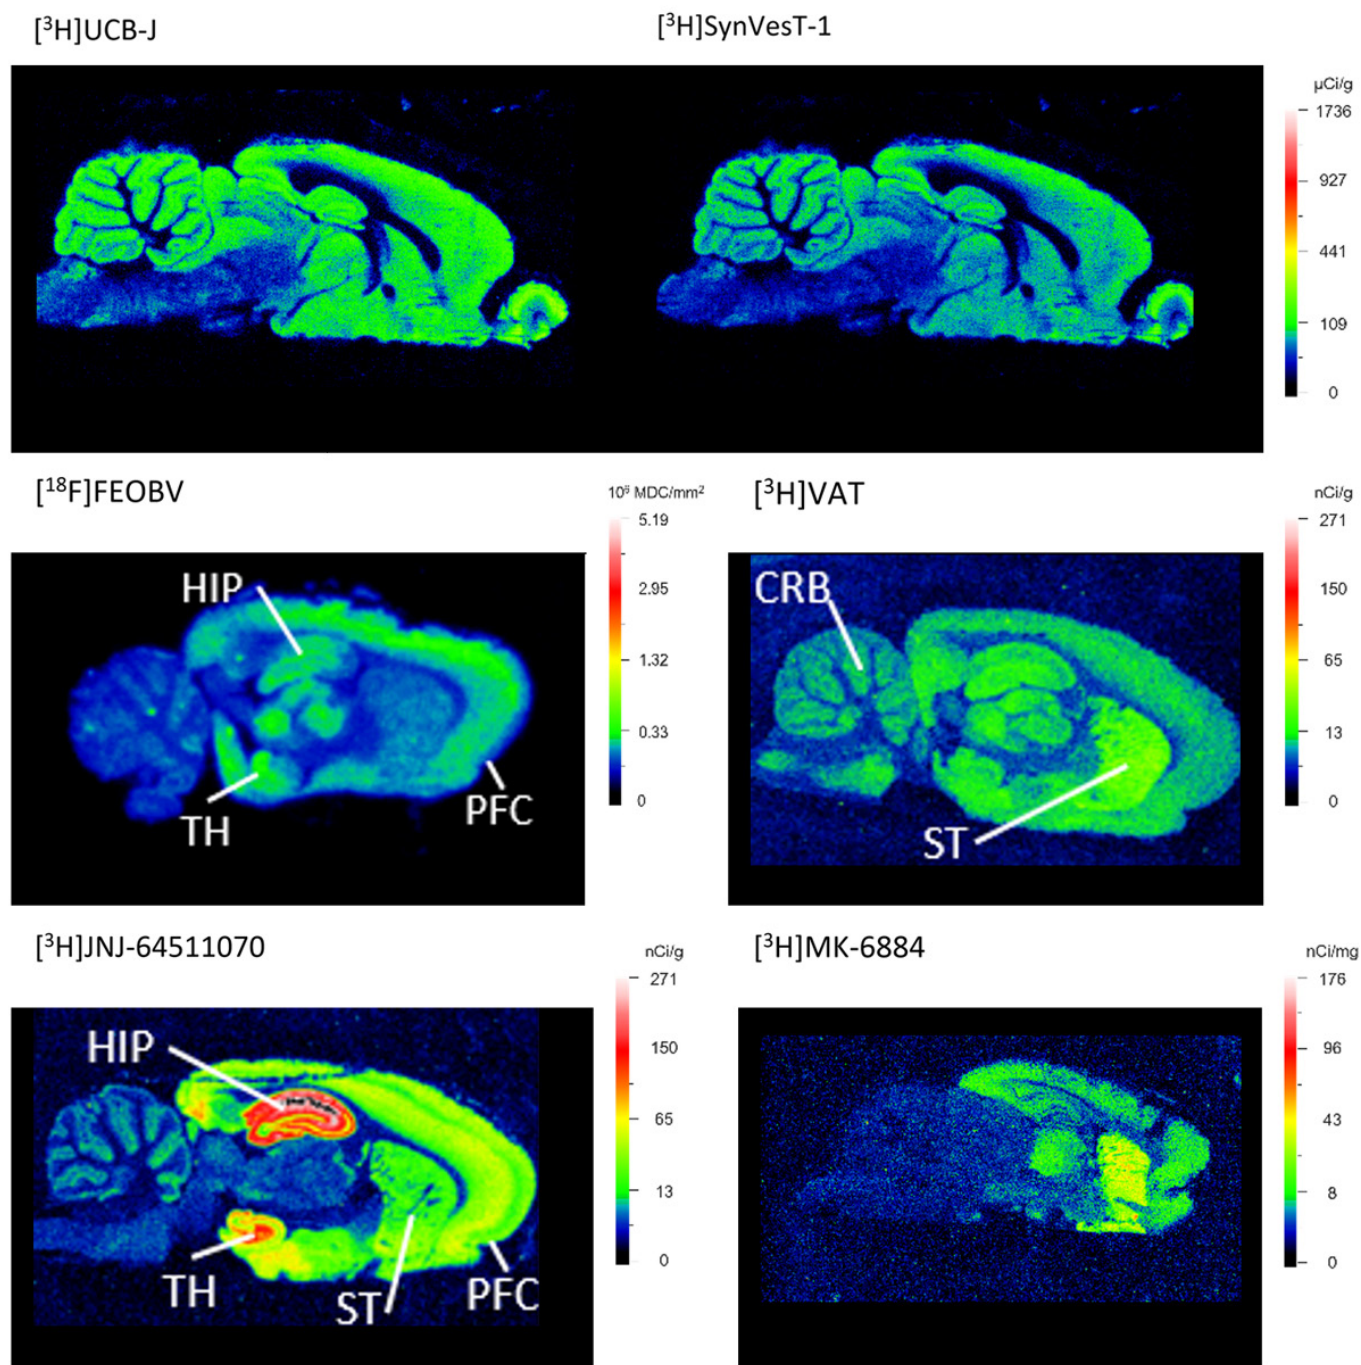 [³H]UCB-J
[³H]SynVesT-1
µCi/g
1736
927
441
109
0
[¹⁸F]FEOBV
10⁶ MDC/mm²
5.19
2.95
1.32
0.33
0
HIP
TH
PFC
[³H]VAT
nCi/g
271
150
65
13
0
CRB
ST
[³H]JNJ-64511070
nCi/g
271
150
65
13
0
HIP
TH
ST
PFC
[³H]MK-6884
nCi/mg
176
96
43
8
0